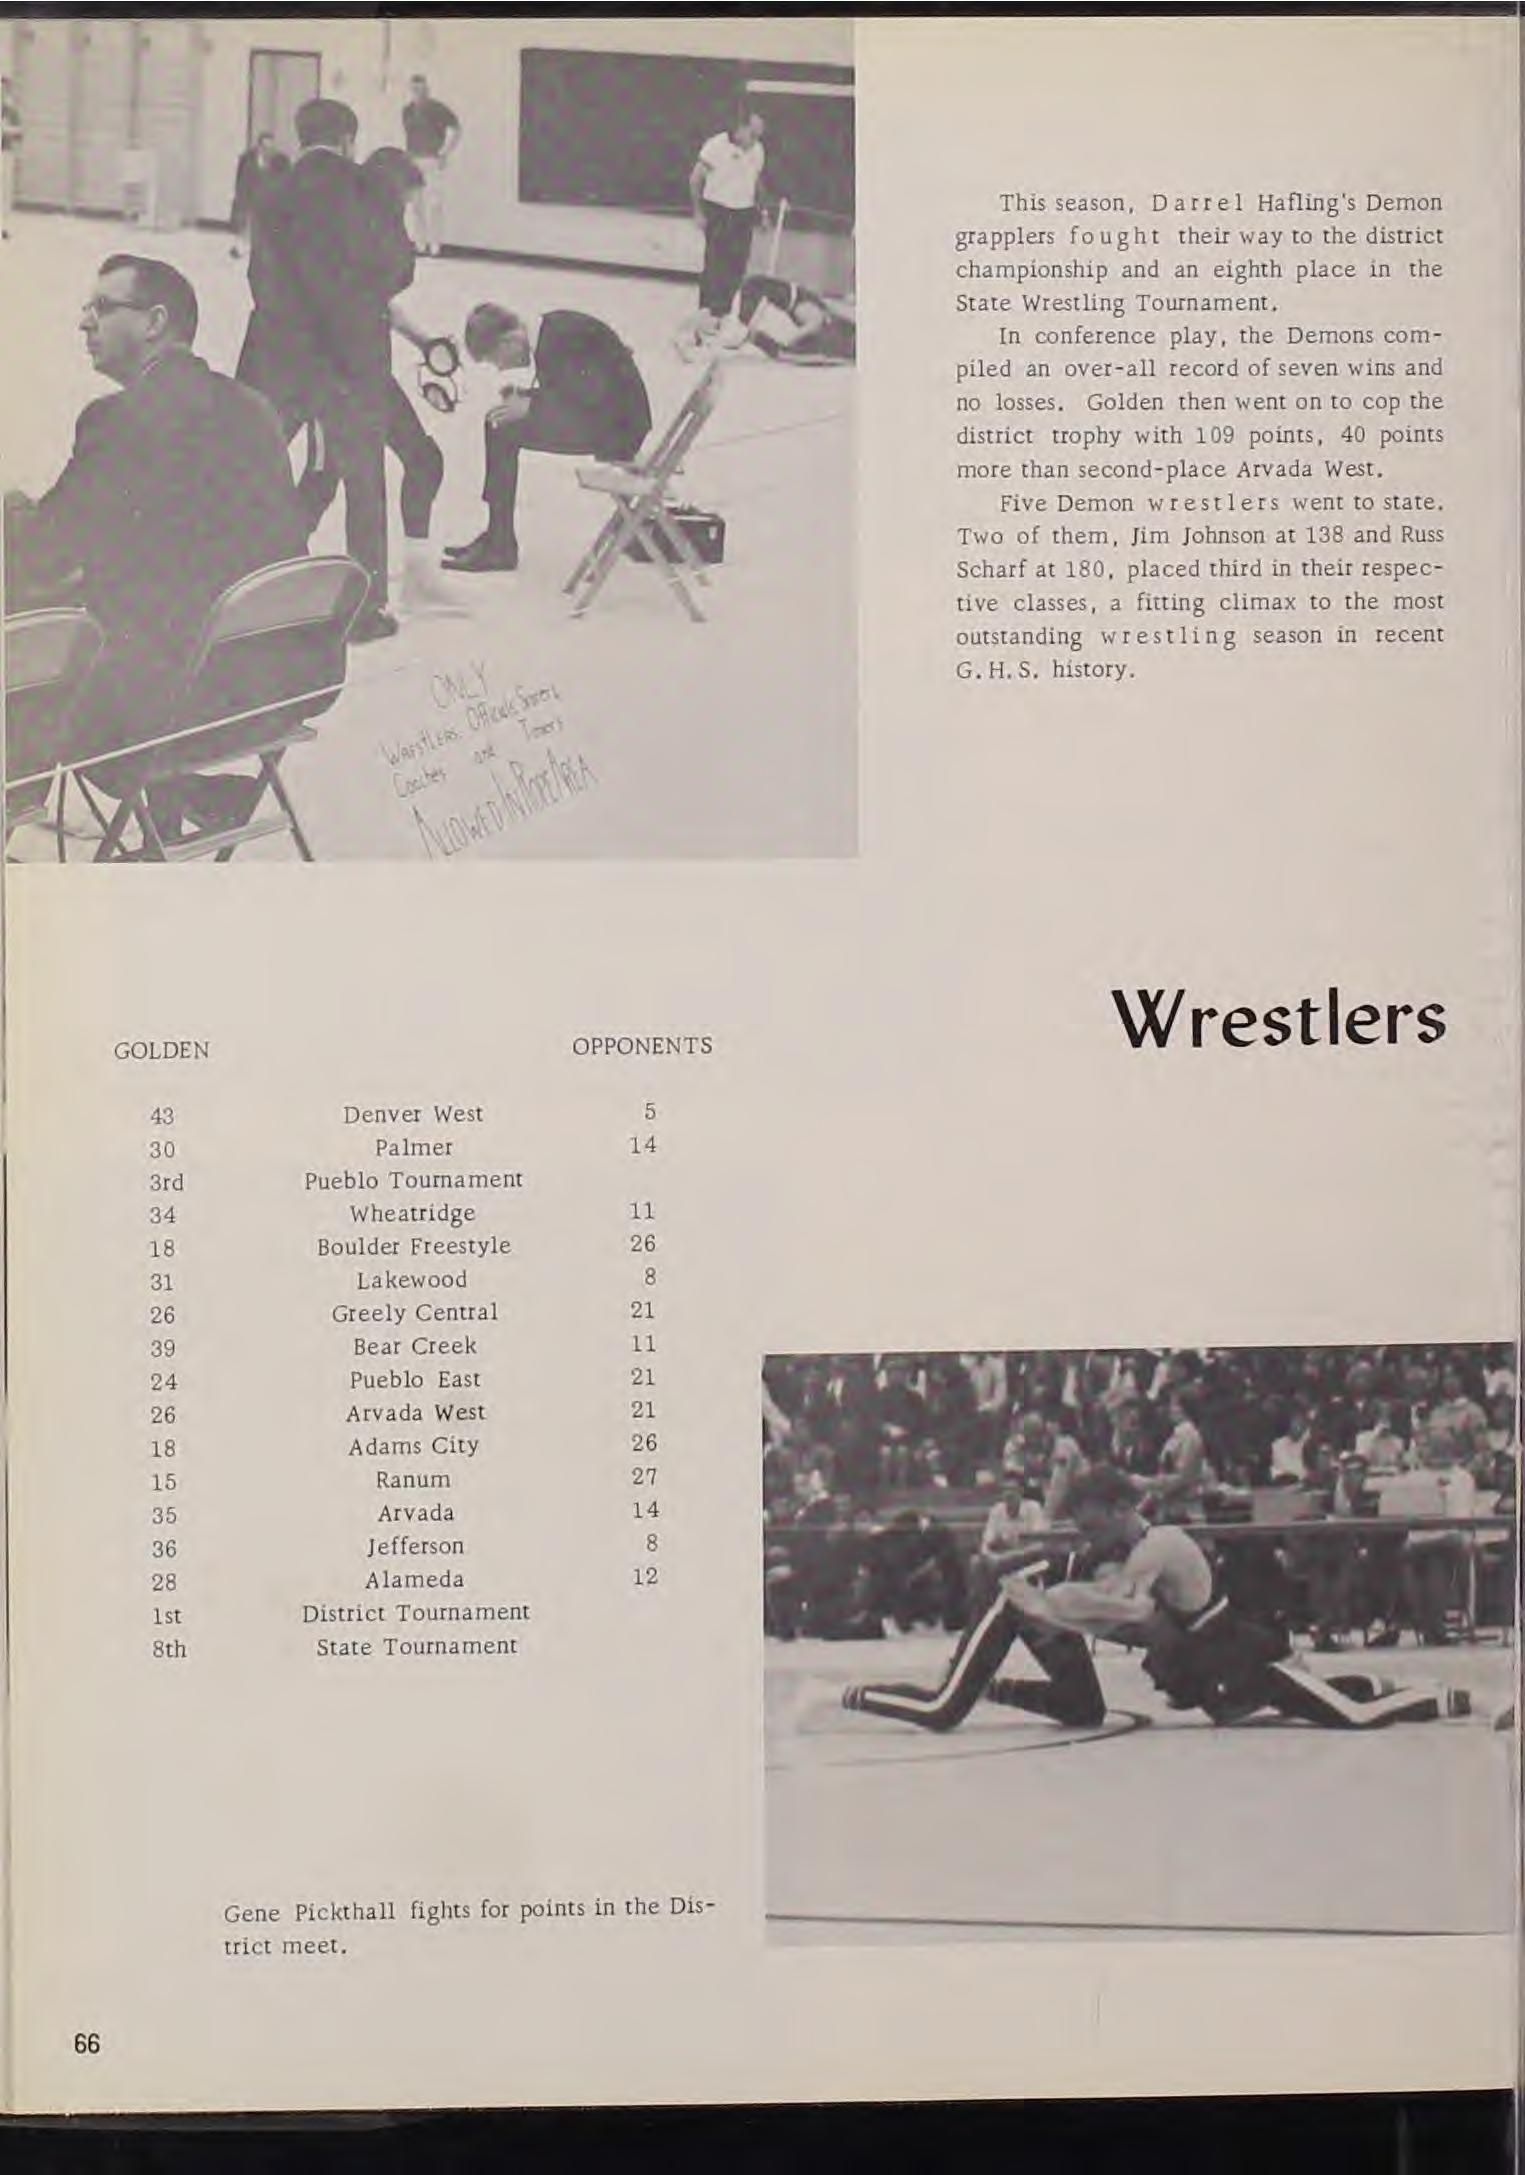 This season, Darrel Hafling's Demon
grapplers fought their way to the district
championship and an eighth place in the
State Wrestling Tournament.
In conference play, the Demons com-
piled an over-all record of seven wins and
no losses. Golden then went on to cop the
district trophy with 109 points, 40 points
more than second-place Arvada West.
Five Demon wrestlers went to state.
Two of them, Jim Johnson at 138 and Russ
Scharf at 180, placed third in their respec-
tive classes, a fitting climax to the most
outstanding wrestling season in recent
G.H.S. history.
ONLY
Wrestlers, Officials, Scorers,
Coaches and Timers
ALLOWED IN ROPE AREA
Wrestlers
GOLDEN OPPONENTS
43 Denver West 5
30 Palmer 14
3rd Pueblo Tournament
34 Wheatridge 11
18 Boulder Freestyle 26
31 Lakewood 8
26 Greely Central 21
39 Bear Creek 11
24 Pueblo East 21
26 Arvada West 21
18 Adams City 26
15 Ranum 27
35 Arvada 14
36 Jefferson 8
28 Alameda 12
1st District Tournament
8th State Tournament
Gene Pickthall fights for points in the Dis-
trict meet.
66